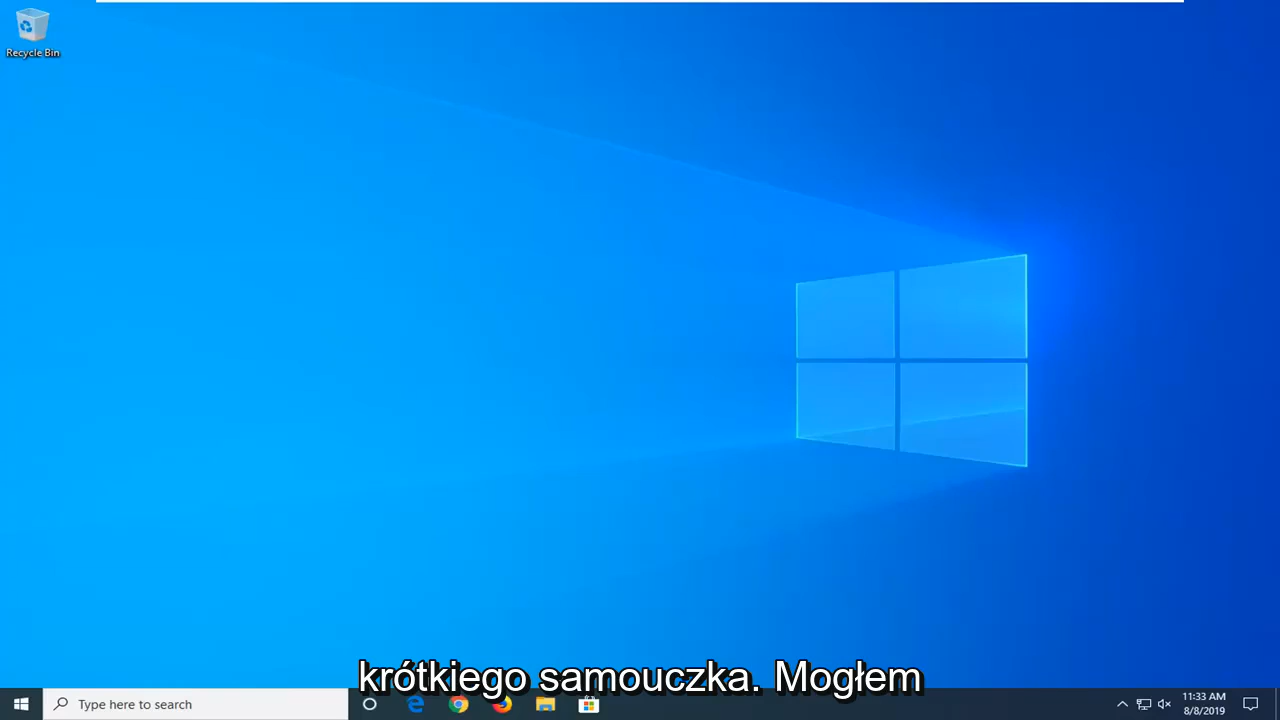 Recycle Bin
krótkiego samouczka. Mogłem
Type here to search
11:33 AM
8/8/2019